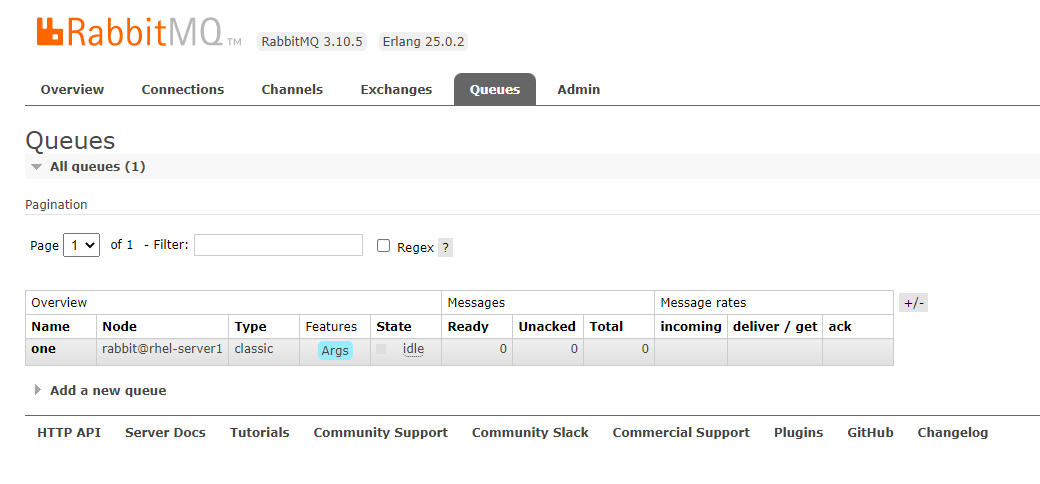 RabbitMQ TM RabbitMQ 3.10.5 Erlang 25.0.2
Overview Connections Channels Exchanges Queues Admin
Queues
All queues (1)
Pagination
Page 1 of 1 - Filter: Regex ?
Overview Messages Message rates +/-
Name Node Type Features State Ready Unacked Total incoming deliver / get ack
one rabbit@rhel-server1 classic Args idle 0 0 0
Add a new queue
HTTP API Server Docs Tutorials Community Support Community Slack Commercial Support Plugins GitHub Changelog